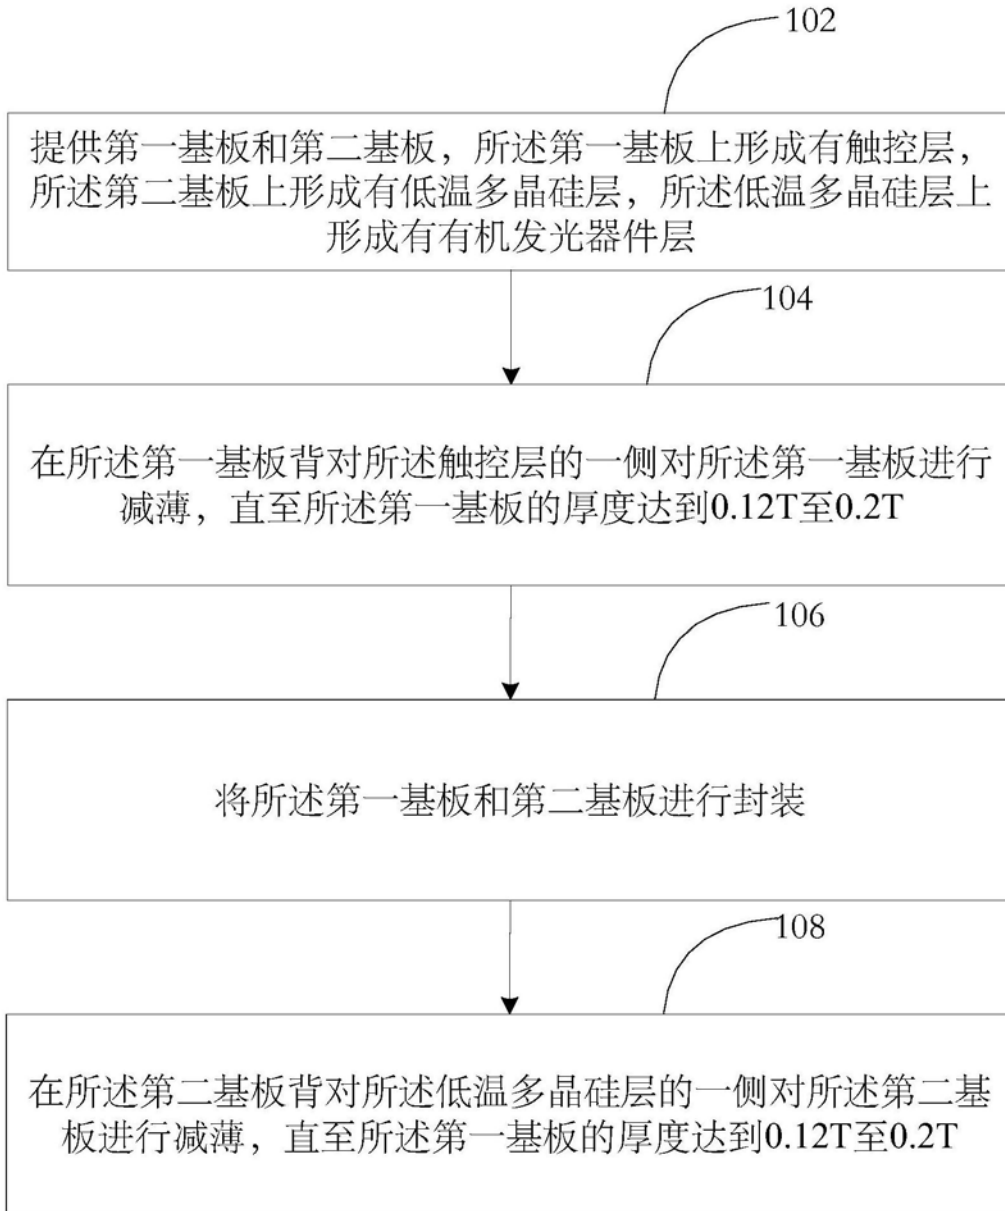 102
提供第一基板和第二基板，所述第一基板上形成有触控层，
所述第二基板上形成有低温多晶硅层，所述低温多晶硅层上
形成有有机发光器件层
104
在所述第一基板背对所述触控层的一侧对所述第一基板进行
减薄，直至所述第一基板的厚度达到0.12T至0.2T
106
将所述第一基板和第二基板进行封装
108
在所述第二基板背对所述低温多晶硅层的一侧对所述第二基
板进行减薄，直至所述第一基板的厚度达到0.12T至0.2T